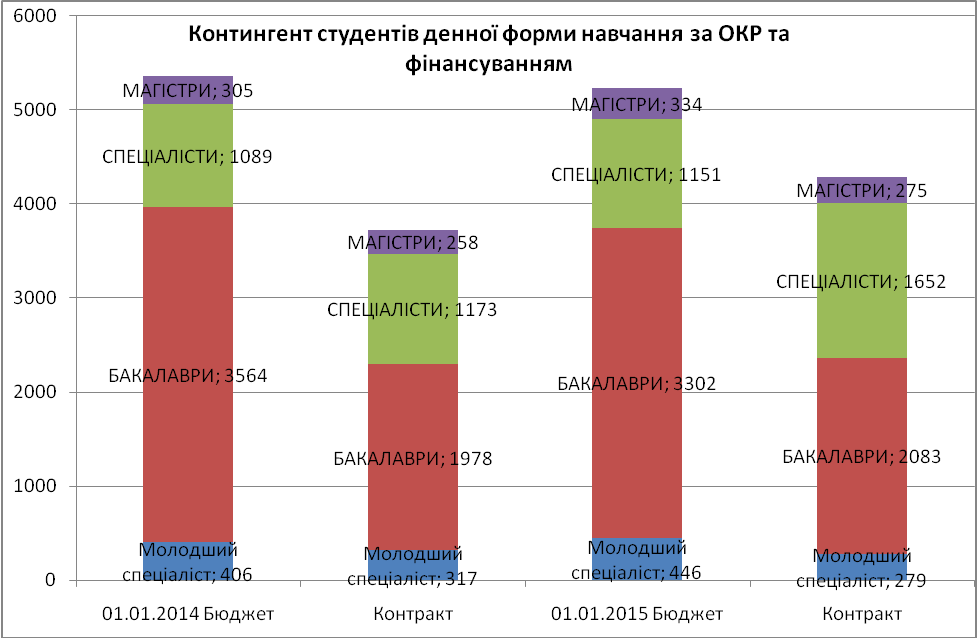 Контингент студентів денної форми навчання за ОКР та
фінансуванням
6000
5000
4000
3000
2000
1000
0
МАГІСТРИ; 305
СПЕЦІАЛІСТИ; 1089
БАКАЛАВРИ; 3564
Молодший
спеціаліст; 406
МАГІСТРИ; 258
СПЕЦІАЛІСТИ; 1173
БАКАЛАВРИ; 1978
Молодший
спеціаліст; 317
МАГІСТРИ; 334
СПЕЦІАЛІСТИ; 1151
БАКАЛАВРИ; 3302
Молодший
спеціаліст; 446
МАГІСТРИ; 275
СПЕЦІАЛІСТИ; 1652
БАКАЛАВРИ; 2083
Молодший
спеціаліст; 279
01.01.2014 Бюджет
Контракт
01.01.2015 Бюджет
Контракт